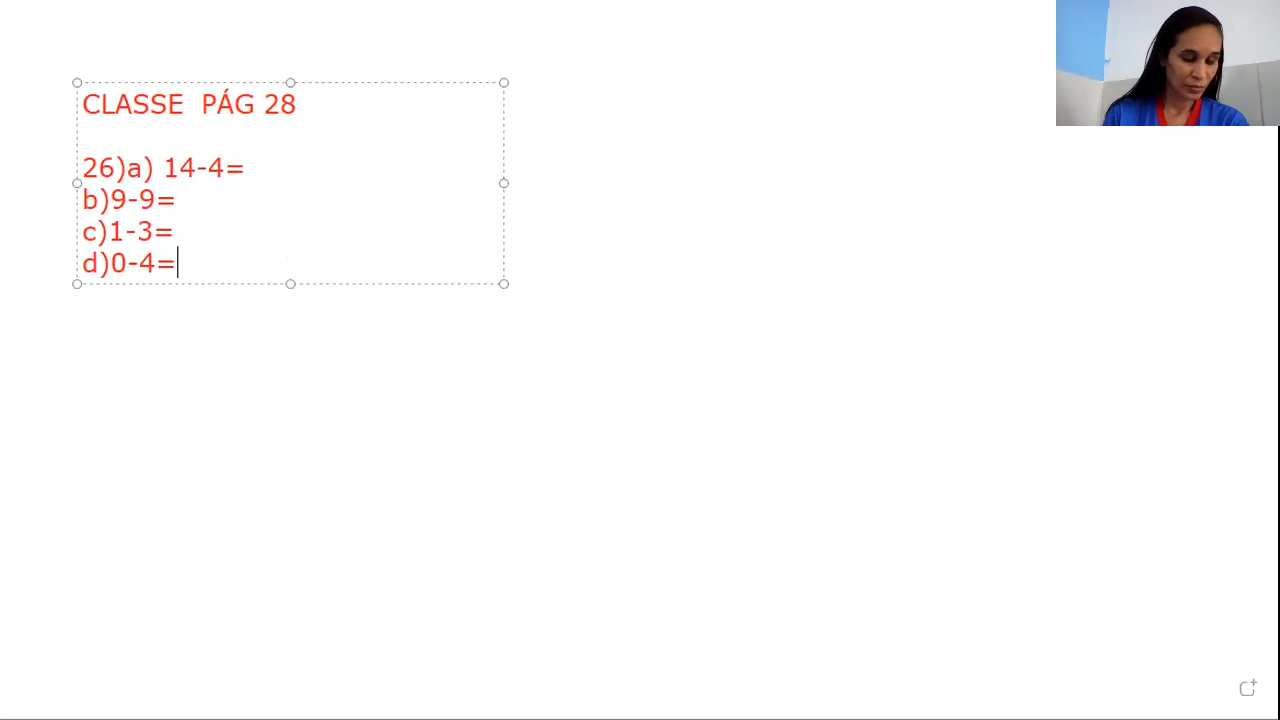 CLASSE  PÁG 28
26)a) 14-4=
b)9-9=
c)1-3=
d)0-4=